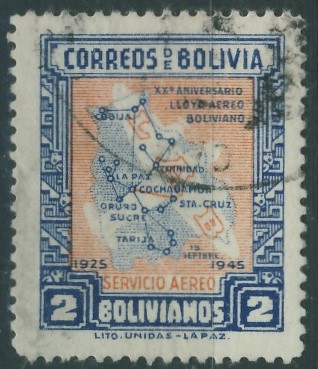 CORREOS DE BOLIVIA
XXº ANIVERSARIO
LLOYD AEREO
BOLIVIANO
COBIJA
TRINIDAD
LA PAZ
COCHABAMBA
ORURO STA. CRUZ
SUCRE
TARIJA
15
SEPTBRE.
1925 1945
SERVICIO AEREO
2 BOLIVIANOS 2
LITO. UNIDAS - LA PAZ.